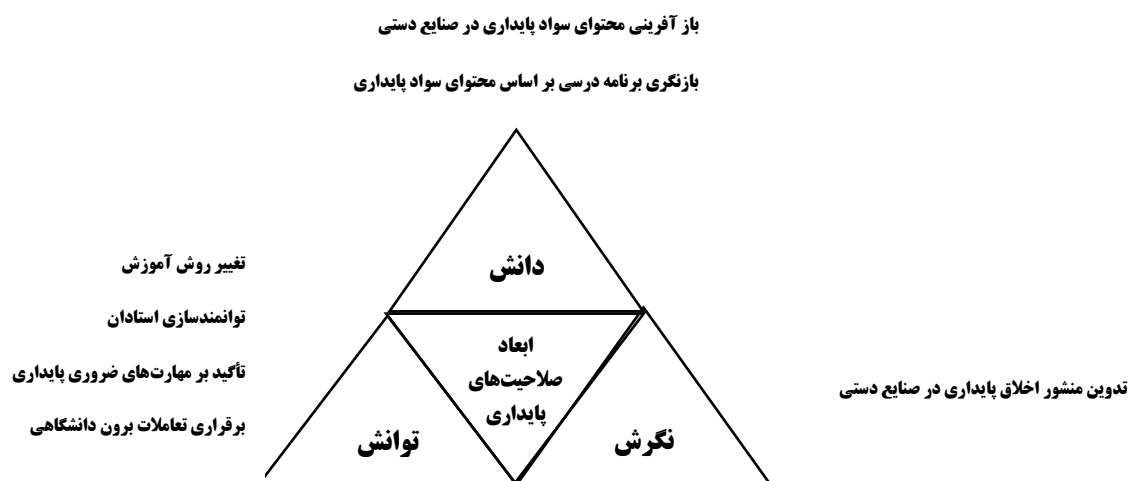 باز آفرینی محتوای سواد پایداری در صنایع دستی
بازنگری برنامه درسی بر اساس محتوای سواد پایداری
دانش
ابعاد
صلاحیت‌های
پایداری
نگرش
توانش
تدوین منشور اخلاق پایداری در صنایع دستی
تغییر روش آموزش
توانمندسازی استادان
تأکید بر مهارت‌های ضروری پایداری
برقراری تعاملات برون دانشگاهی